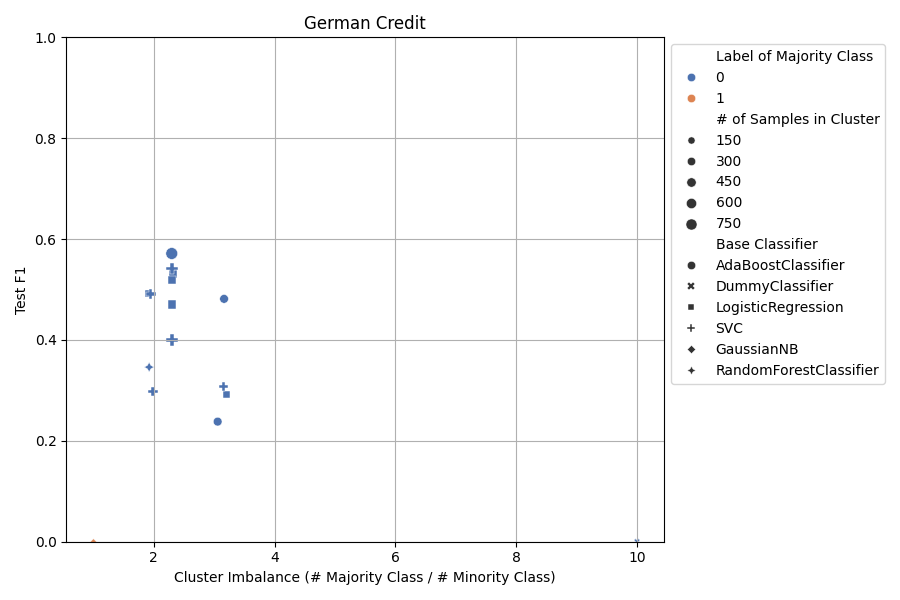 German Credit
1.0
0.8
0.6
0.4
0.2
0.0
Test F1
2
4
6
8
10
Cluster Imbalance (# Majority Class / # Minority Class)
Label of Majority Class
0
1
# of Samples in Cluster
150
300
450
600
750
Base Classifier
AdaBoostClassifier
DummyClassifier
LogisticRegression
SVC
GaussianNB
RandomForestClassifier